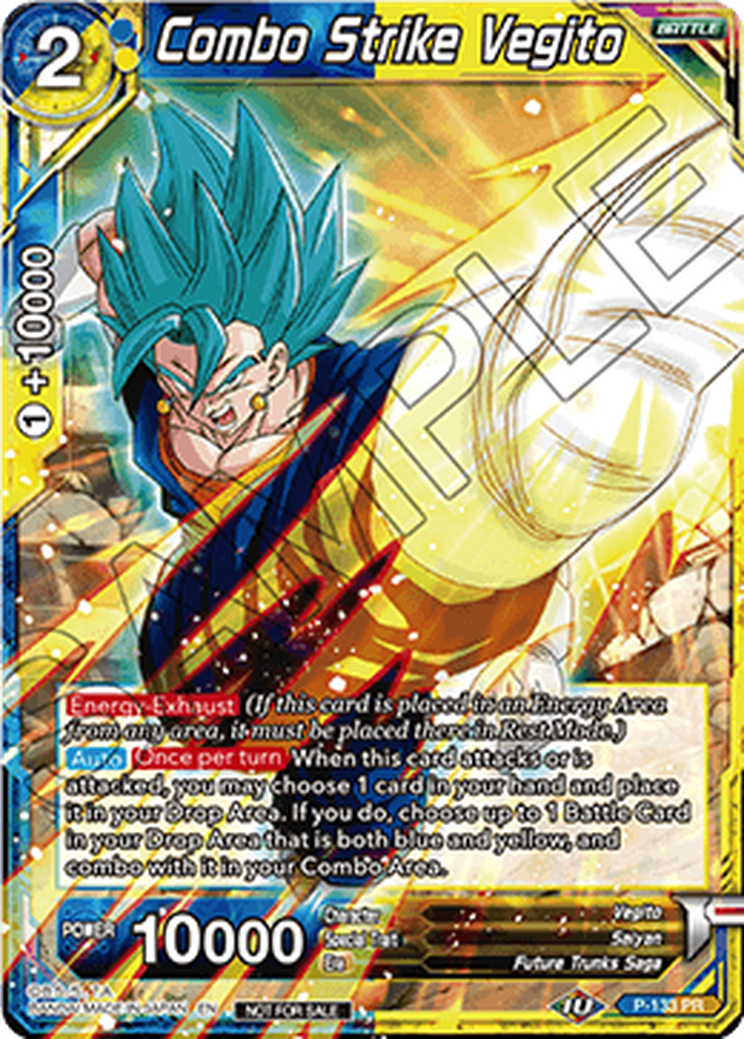 2
Combo Strike Vegito
BATTLE
1 +10000
SAMPLE
Energy-Exhaust (If this card is placed in an Energy Area
from any area, it must be placed there in Rest Mode.)
Auto Once per turn When this card attacks or is
attacked, you may choose 1 card in your hand and place
it in your Drop Area. If you do, choose up to 1 Battle Card
in your Drop Area that is both blue and yellow, and
combo with it in your Combo Area.
POWER 10000
Character Vegito
Special Trait Saiyan
Era Future Trunks Saga
MADE IN JAPAN EN NOT FOR SALE
IU P-133 PR